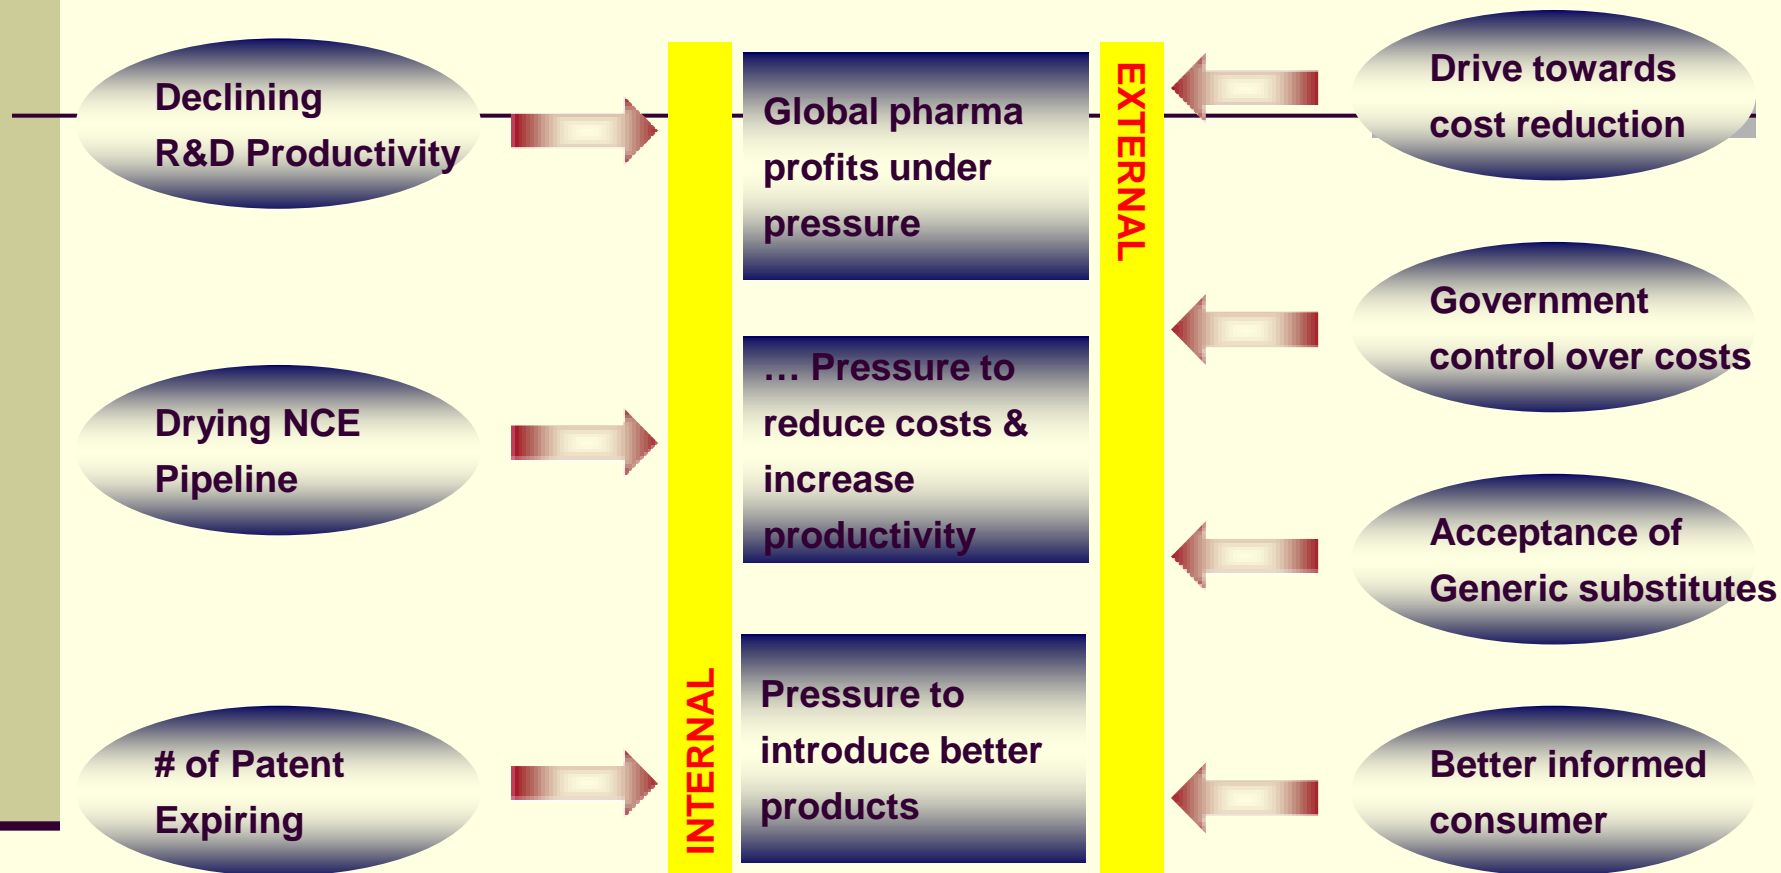 Declining
R&D Productivity
Drying NCE
Pipeline
# of Patent
Expiring
INTERNAL
Global pharma
profits under
pressure
… Pressure to
reduce costs &
increase
productivity
Pressure to
introduce better
products
EXTERNAL
Drive towards
cost reduction
Government
control over costs
Acceptance of
Generic substitutes
Better informed
consumer